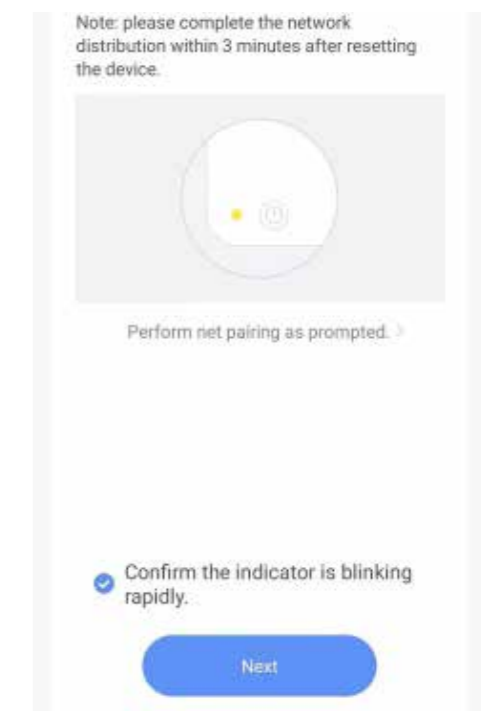 Note: please complete the network
distribution within 3 minutes after resetting
the device.
Perform net pairing as prompted. >
Confirm the indicator is blinking
rapidly.
Next